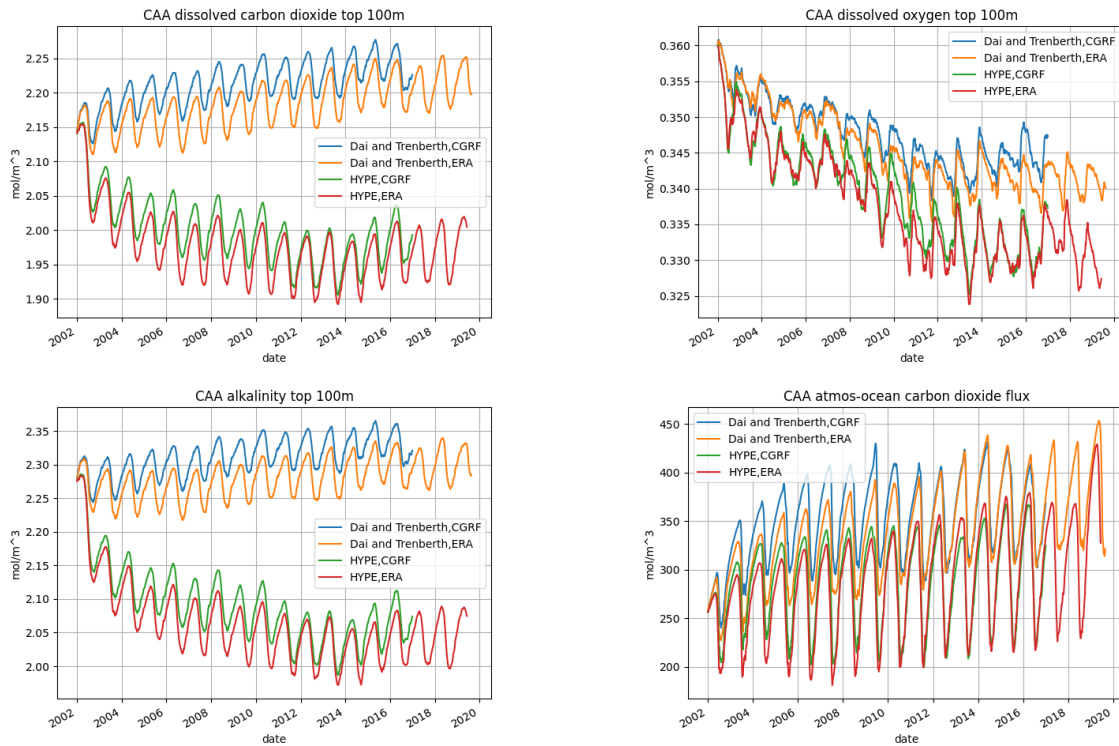 CAA dissolved carbon dioxide top 100m
mol/m^3
2.25
2.20
2.15
2.10
2.05
2.00
1.95
1.90
Dai and Trenberth,CGRF
Dai and Trenberth,ERA
HYPE,CGRF
HYPE,ERA
2002
2004
2006
2008
2010
2012
2014
2016
2018
2020
date
CAA dissolved oxygen top 100m
mol/m^3
0.360
0.355
0.350
0.345
0.340
0.335
0.330
0.325
Dai and Trenberth,CGRF
Dai and Trenberth,ERA
HYPE,CGRF
HYPE,ERA
2002
2004
2006
2008
2010
2012
2014
2016
2018
2020
date
CAA alkalinity top 100m
mol/m^3
2.35
2.30
2.25
2.20
2.15
2.10
2.05
2.00
Dai and Trenberth,CGRF
Dai and Trenberth,ERA
HYPE,CGRF
HYPE,ERA
2002
2004
2006
2008
2010
2012
2014
2016
2018
2020
date
CAA atmos-ocean carbon dioxide flux
mol/m^3
450
400
350
300
250
200
Dai and Trenberth,CGRF
Dai and Trenberth,ERA
HYPE,CGRF
HYPE,ERA
2002
2004
2006
2008
2010
2012
2014
2016
2018
2020
date